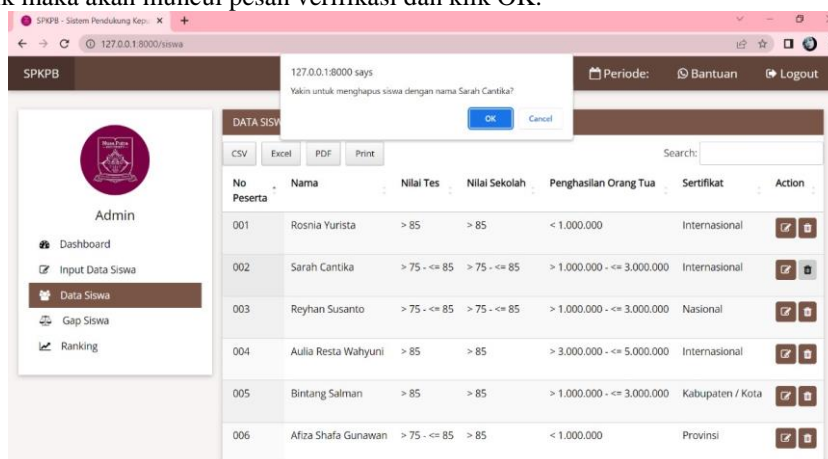 k maka akan muncul pesan verifikasi dan klik OK.
SPKPB - Sistem Pendukung Kepu
127.0.0.1:8000/siswa
SPKPB
127.0.0.1:8000 says
Yakin untuk menghapus siswa dengan nama Sarah Cantika?
OK Cancel
Periode: Bantuan Logout
Admin
Dashboard
Input Data Siswa
Data Siswa
Gap Siswa
Ranking
DATA SISW
CSV Excel PDF Print Search:
No Peserta Nama Nilai Tes Nilai Sekolah Penghasilan Orang Tua Sertifikat Action
001 Rosnia Yurista > 85 > 85 < 1.000.000 Internasional
002 Sarah Cantika > 75 - <= 85 > 75 - <= 85 > 1.000.000 - <= 3.000.000 Internasional
003 Reyhan Susanto > 75 - <= 85 > 75 - <= 85 > 1.000.000 - <= 3.000.000 Nasional
004 Aulia Resta Wahyuni > 85 > 85 > 3.000.000 - <= 5.000.000 Internasional
005 Bintang Salman > 85 > 85 > 1.000.000 - <= 3.000.000 Kabupaten / Kota
006 Afiza Shafa Gunawan > 75 - <= 85 > 85 < 1.000.000 Provinsi